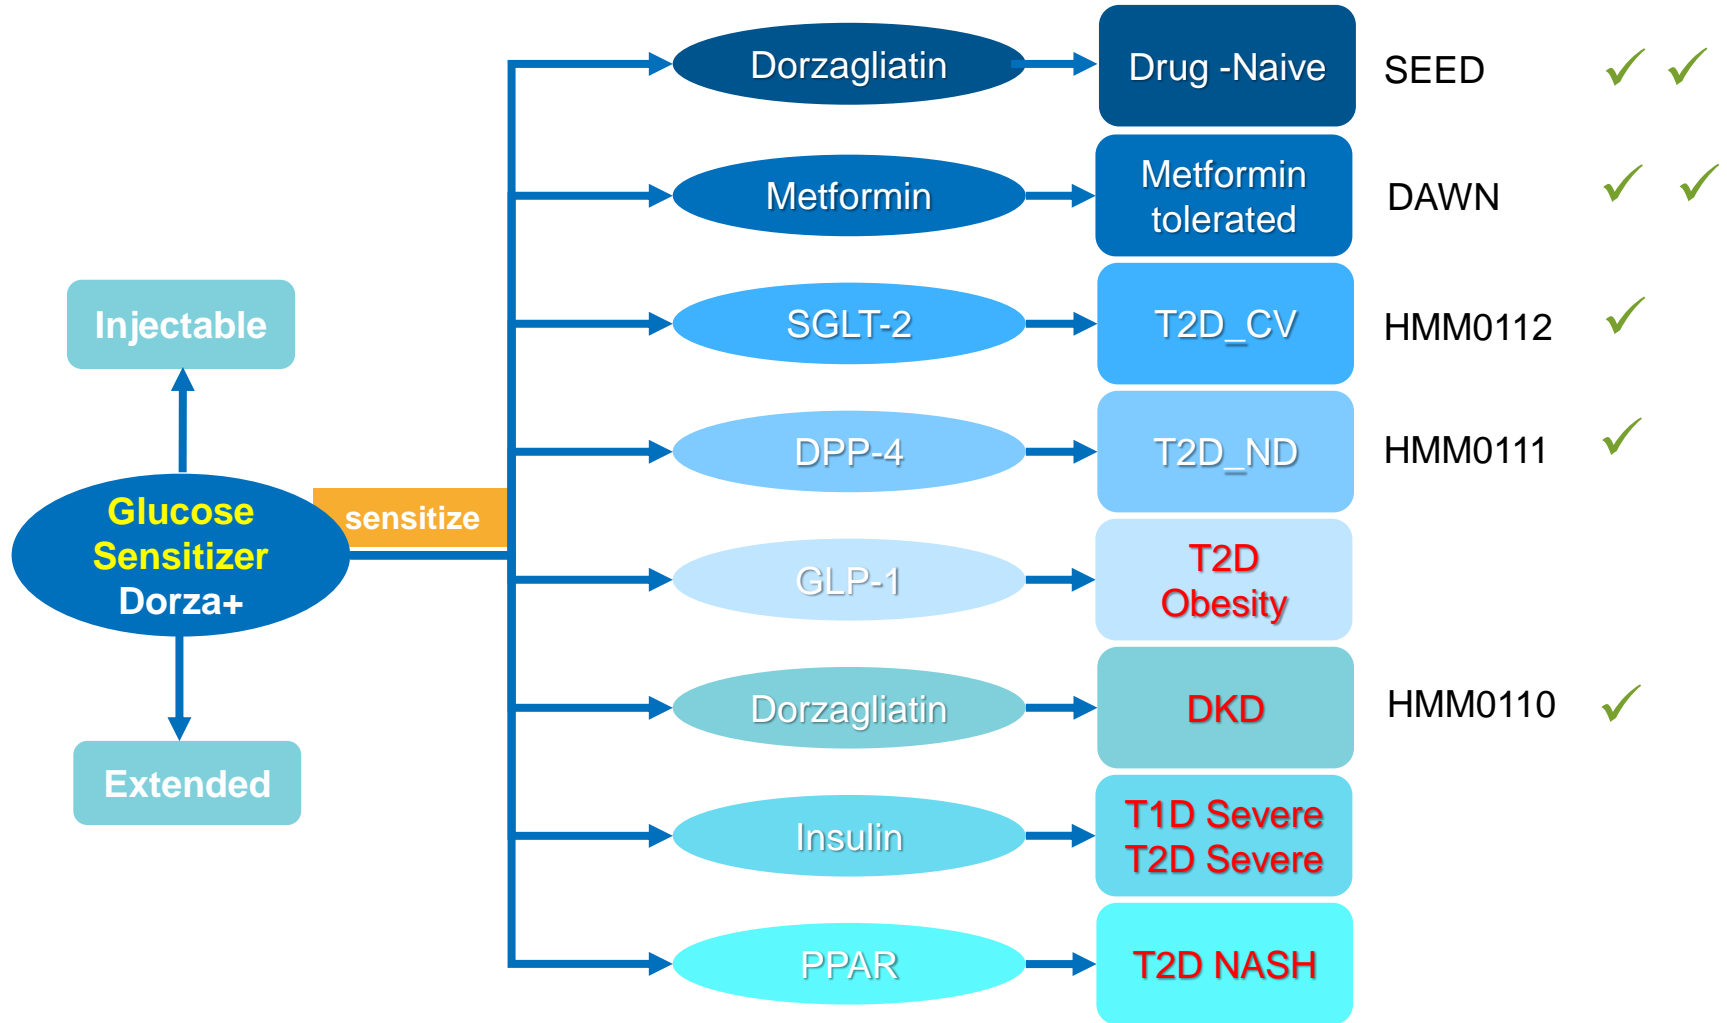 Dorzagliatin
Drug -Naive
SEED
Metformin
Metformin
tolerated
DAWN
Injectable
SGLT-2
T2D_CV
HMM0112
DPP-4
T2D_ND
HMM0111
Glucose
Sensitizer
Dorza+
sensitize
GLP-1
T2D
Obesity
Dorzagliatin
DKD
HMM0110
Extended
Insulin
T1D Severe
T2D Severe
PPAR
T2D NASH